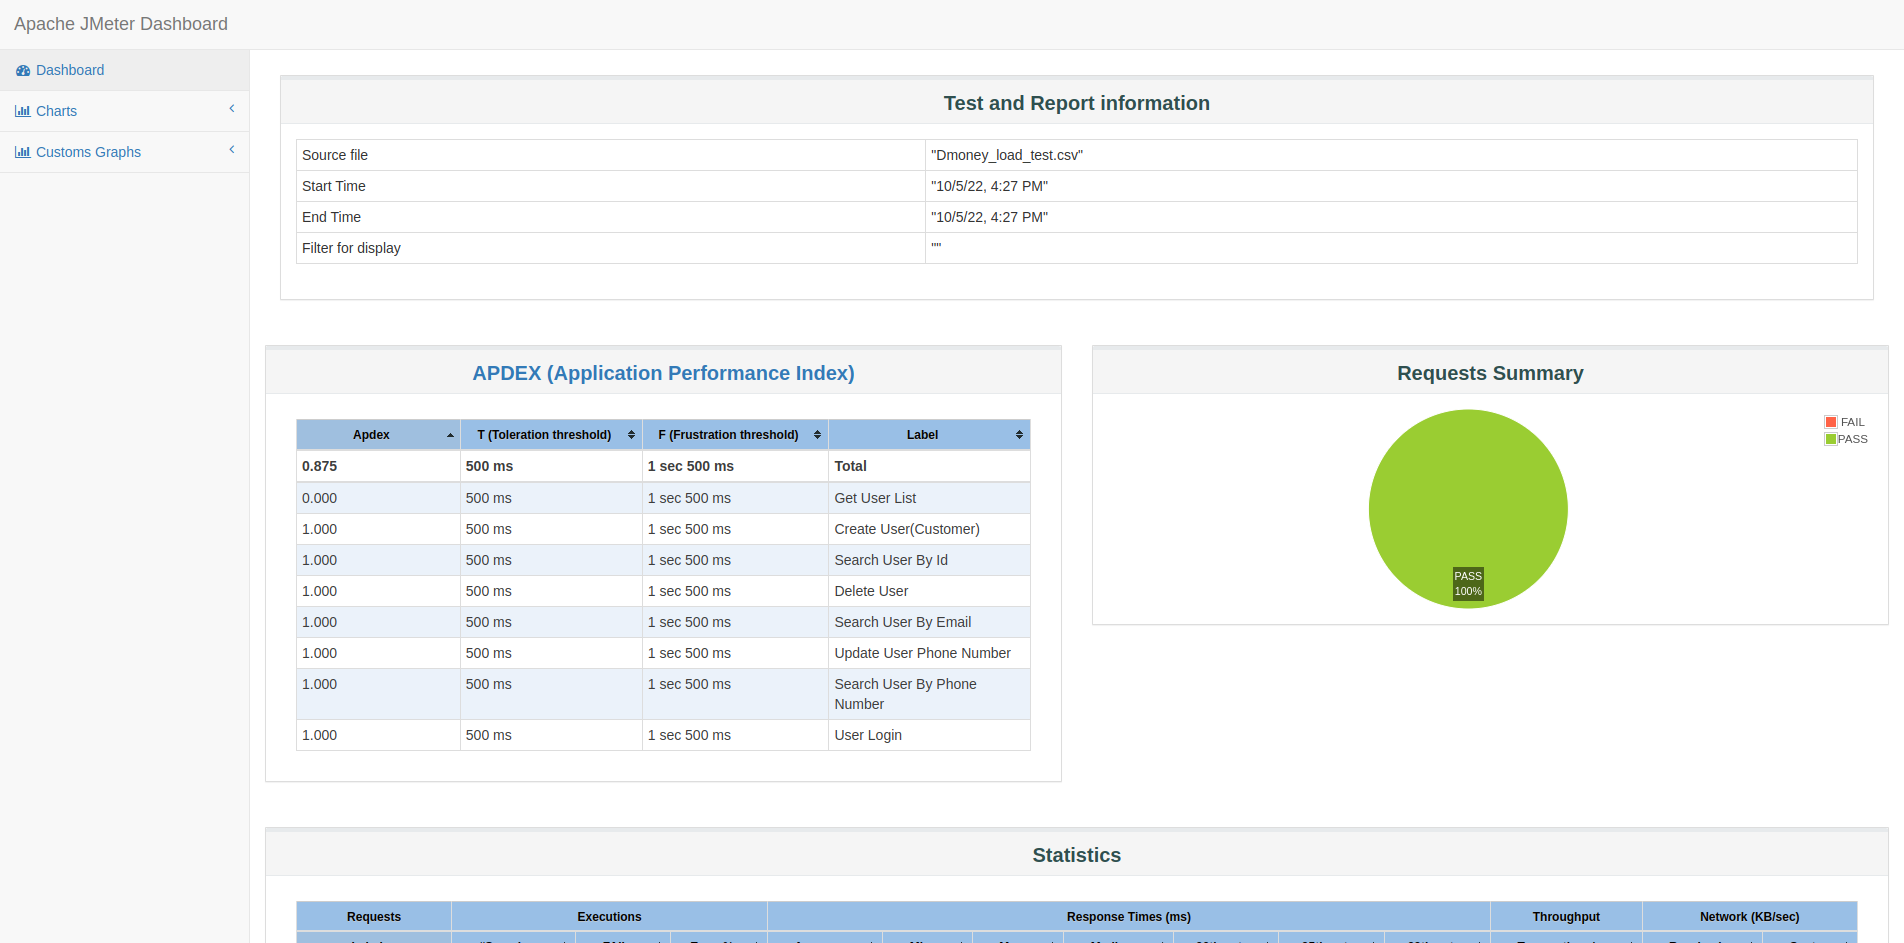 Apache JMeter Dashboard
Dashboard
Charts
Customs Graphs
Test and Report information
Source file "Dmoney_load_test.csv"
Start Time "10/5/22, 4:27 PM"
End Time "10/5/22, 4:27 PM"
Filter for display ""
APDEX (Application Performance Index)
Apdex T (Toleration threshold) F (Frustration threshold) Label
0.875 500 ms 1 sec 500 ms Total
0.000 500 ms 1 sec 500 ms Get User List
1.000 500 ms 1 sec 500 ms Create User(Customer)
1.000 500 ms 1 sec 500 ms Search User By Id
1.000 500 ms 1 sec 500 ms Delete User
1.000 500 ms 1 sec 500 ms Search User By Email
1.000 500 ms 1 sec 500 ms Update User Phone Number
1.000 500 ms 1 sec 500 ms Search User By Phone
Number
1.000 500 ms 1 sec 500 ms User Login
Requests Summary
FAIL
PASS
PASS
100%
Statistics
Requests Executions Response Times (ms) Throughput Network (KB/sec)